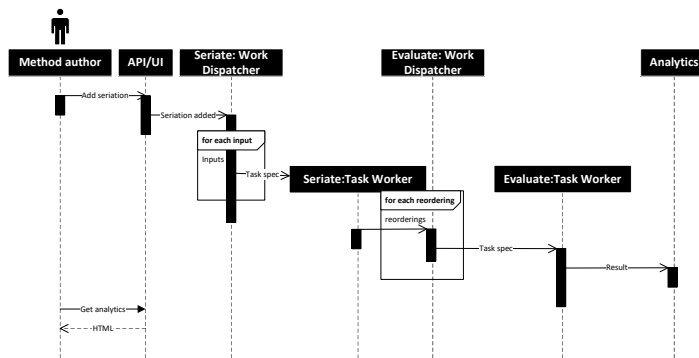 Method author
API/UI
Seriate: Work
Dispatcher
Evaluate: Work
Dispatcher
Analytics
Add seriation
Seriation added
for each input
Inputs
Task spec
Seriate:Task Worker
Evaluate:Task Worker
for each reordering
reorderings
Task spec
Result
Get analytics
HTML